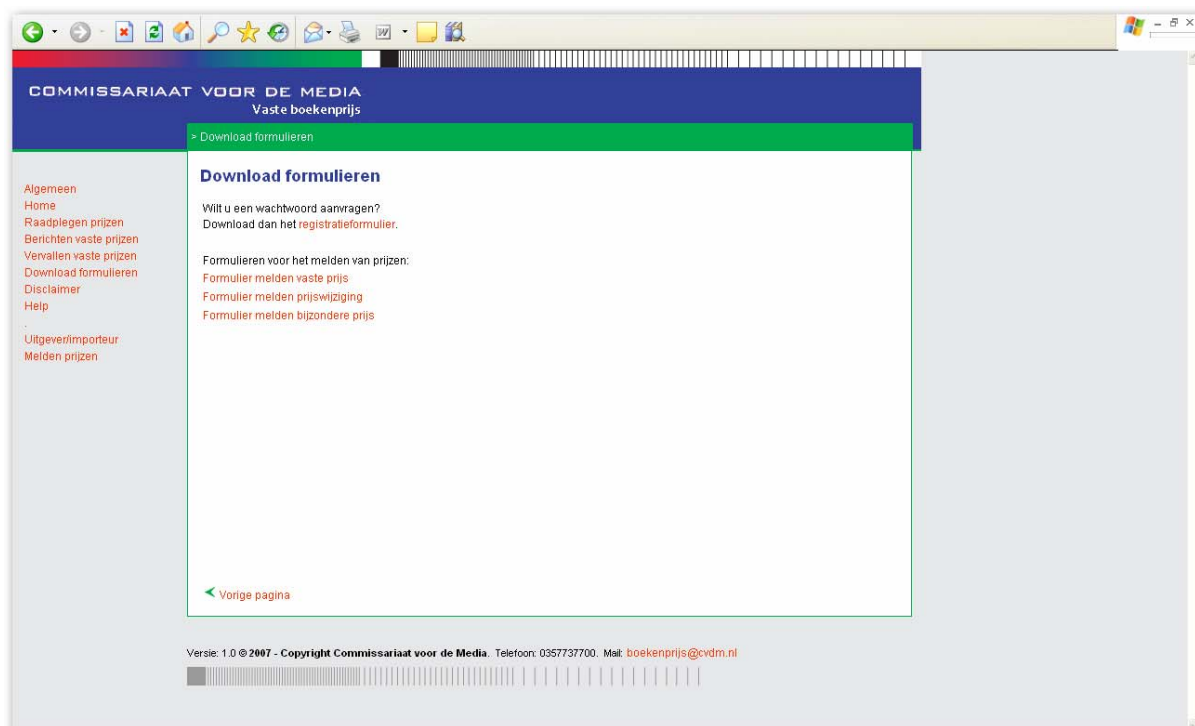 COMMISSARIAAT VOOR DE MEDIA
Vaste boekenprijs
> Download formulieren
Algemeen
Home
Raadplegen prijzen
Berichten vaste prijzen
Vervallen vaste prijzen
Download formulieren
Disclaimer
Help
.
Uitgever/importeur
Melden prijzen
Download formulieren
Wilt u een wachtwoord aanvragen?
Download dan het registratieformulier.
Formulieren voor het melden van prijzen:
Formulier melden vaste prijs
Formulier melden prijswijziging
Formulier melden bijzondere prijs
Vorige pagina
Versie: 1.0 © 2007 - Copyright Commissariaat voor de Media. Telefoon: 0357737700. Mail: boekenprijs@cvdm.nl